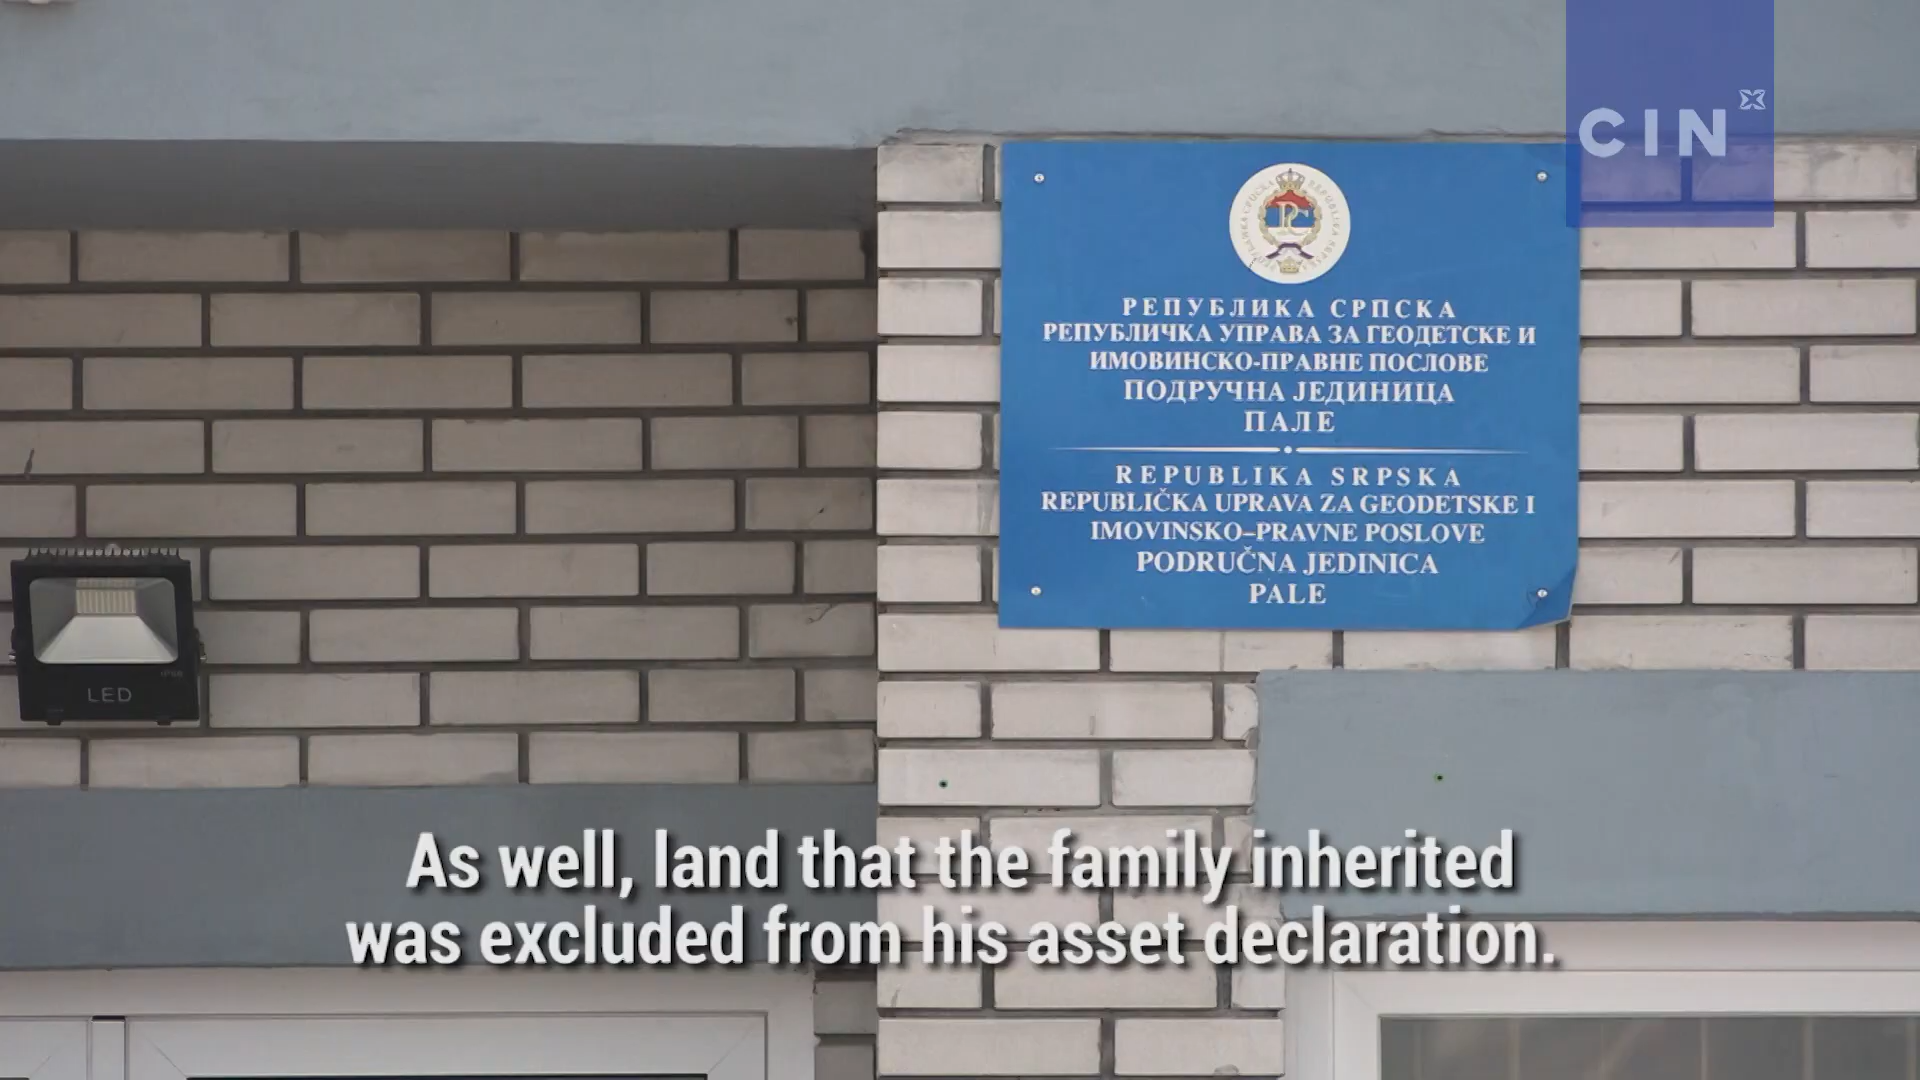 CIN
РЕПУБЛИКА СРПСКА
РЕПУБЛИЧКА УПРАВА ЗА ГЕОДЕТСКЕ И
ИМОВИНСКО-ПРАВНЕ ПОСЛОВЕ
ПОДРУЧНА ЈЕДИНИЦА
ПАЛЕ
REPUBLIKA SRPSKA
REPUBLIČKA UPRAVA ZA GEODETSKE I
IMOVINSKO–PRAVNE POSLOVE
PODRUČNA JEDINICA
PALE
LED
As well, land that the family inherited
was excluded from his asset declaration.